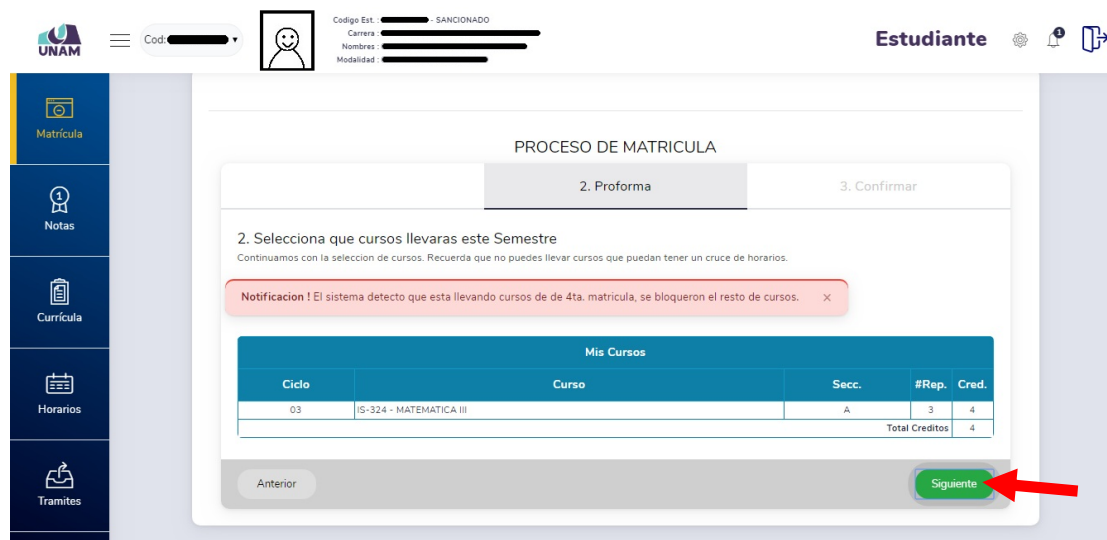 UNAM
Cod:
Codigo Est. : - SANCIONADO
Carrera :
Nombres :
Modalidad :
Estudiante
1
Matrícula
1
Notas
Currícula
Horarios
Tramites
PROCESO DE MATRICULA
2. Proforma
3. Confirmar
2. Selecciona que cursos llevaras este Semestre
Continuamos con la seleccion de cursos. Recuerda que no puedes llevar cursos que puedan tener un cruce de horarios.
Notificacion ! El sistema detecto que esta llevando cursos de de 4ta. matricula, se bloqueron el resto de cursos. ×
Mis Cursos
Ciclo Curso Secc. #Rep. Cred.
03 IS-324 - MATEMATICA III A 3 4
Total Creditos 4
Anterior
Siguiente